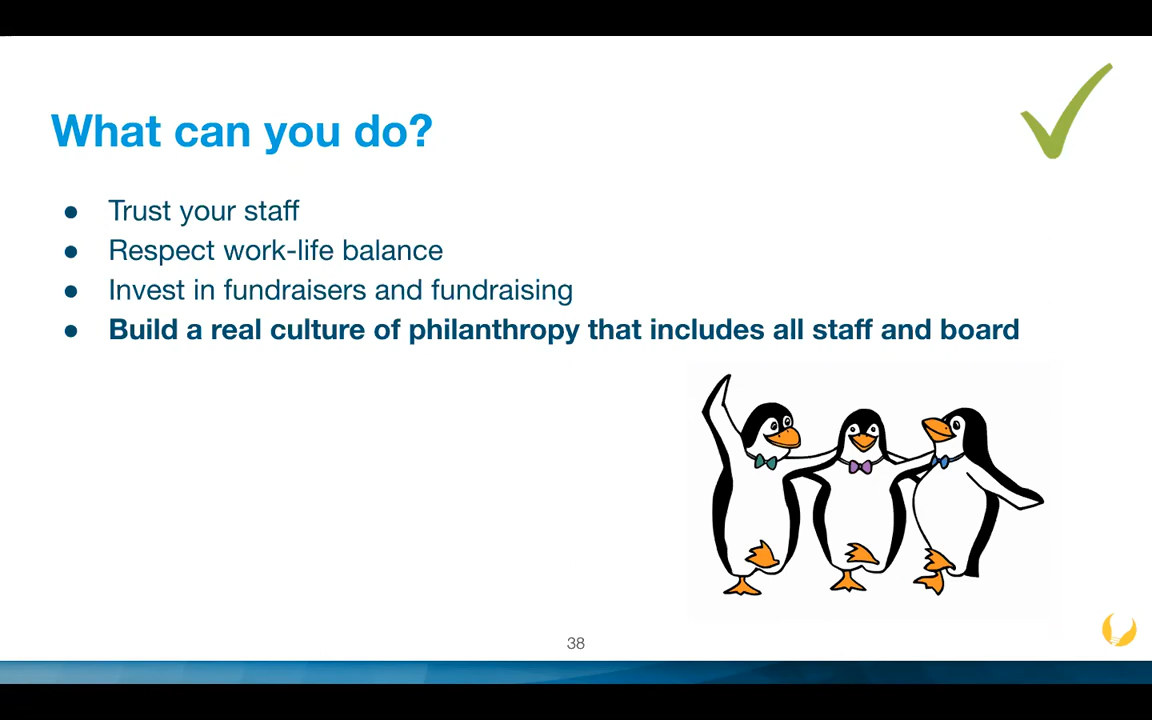 What can you do?
● Trust your staff
● Respect work-life balance
● Invest in fundraisers and fundraising
● Build a real culture of philanthropy that includes all staff and board
38